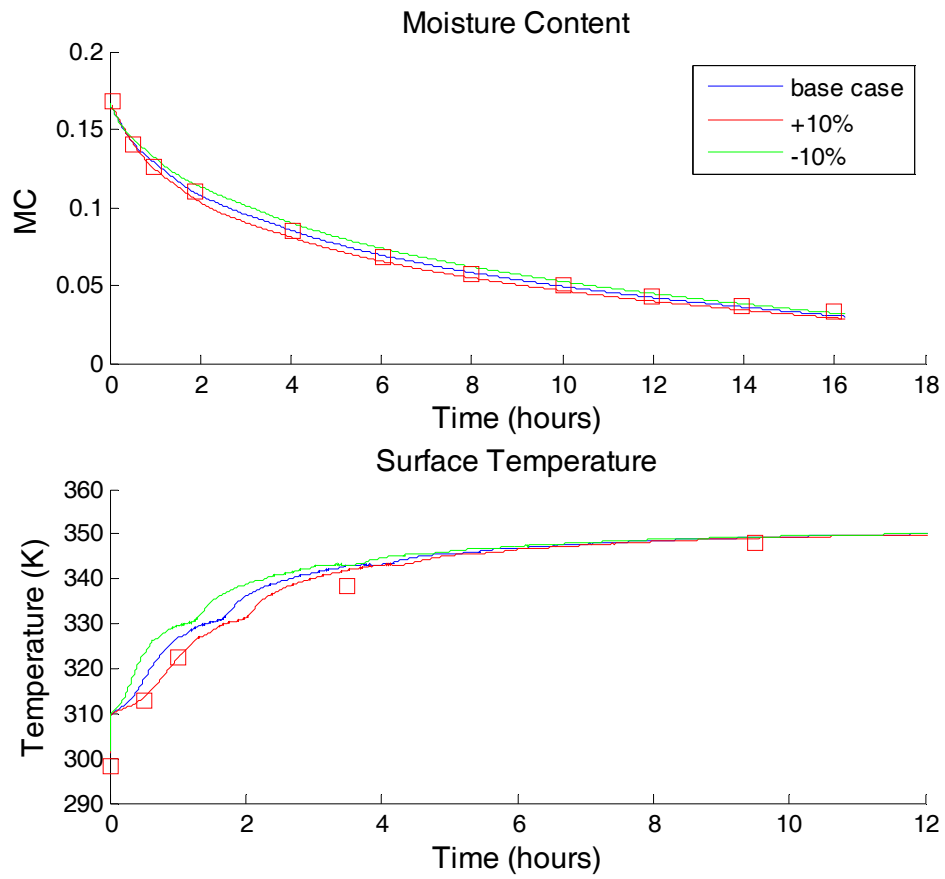 Moisture Content
0.2
0.15
0.1
0.05
0
MC
base case
+10%
-10%
0 2 4 6 8 10 12 14 16 18
Time (hours)
Surface Temperature
360
350
340
330
320
310
300
290
Temperature (K)
0 2 4 6 8 10 12
Time (hours)